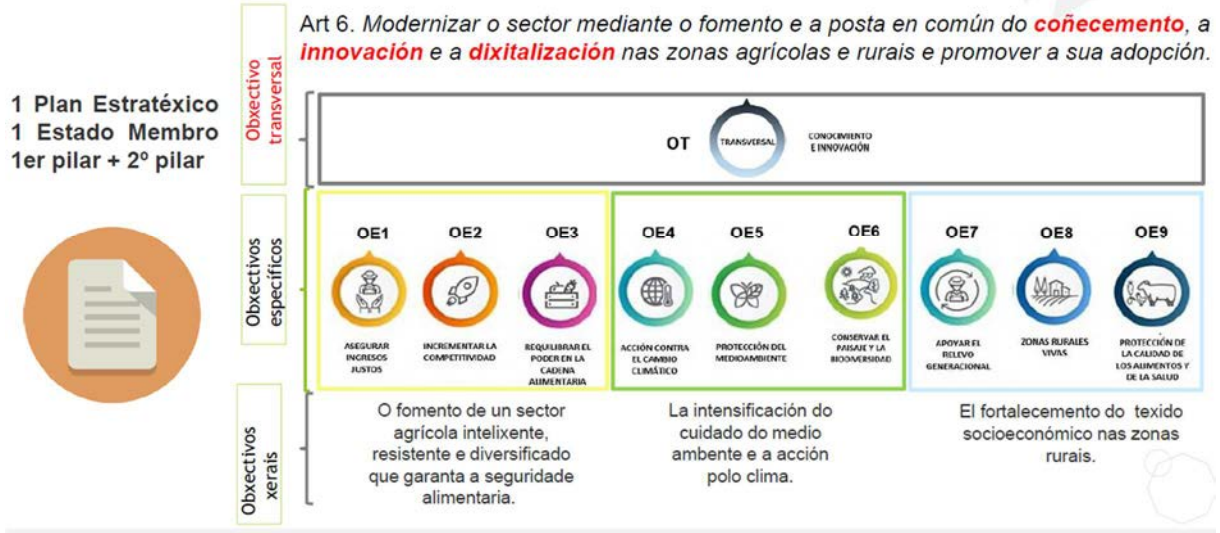 Art 6. Modernizar o sector mediante o fomento e a posta en común do coñecemento, a
innovación e a dixitalización nas zonas agrícolas e rurais e promover a sua adopción.
1 Plan Estratéxico
1 Estado Membro
1er pilar + 2º pilar
Obxectivo
transversal
OT
TRANSVERSAL
CONOCIMIENTO
E INNOVACIÓN
Obxectivos
específicos
OE1
ASEGURAR
INGRESOS
JUSTOS
OE2
INCREMENTAR LA
COMPETITIVIDAD
OE3
REQUILIBRAR EL
PODER EN LA
CADENA
ALIMENTARIA
OE4
ACCIÓN CONTRA
EL CAMBIO
CLIMÁTICO
OE5
PROTECCIÓN DEL
MEDIOAMBIENTE
OE6
CONSERVAR EL
PAISAJE Y LA
BIODIVERSIDAD
OE7
APOYAR EL
RELEVO
GENERACIONAL
OE8
ZONAS RURALES
VIVAS
OE9
PROTECCIÓN DE
LA CALIDAD DE
LOS ALIMENTOS Y
DE LA SALUD
Obxectivos
xerais
O fomento de un sector
agrícola intelixente,
resistente e diversificado
que garanta a seguridade
alimentaria.
La intensificación do
cuidado do medio
ambiente e a acción
polo clima.
El fortalecemento do texido
socioeconómico nas zonas
rurais.